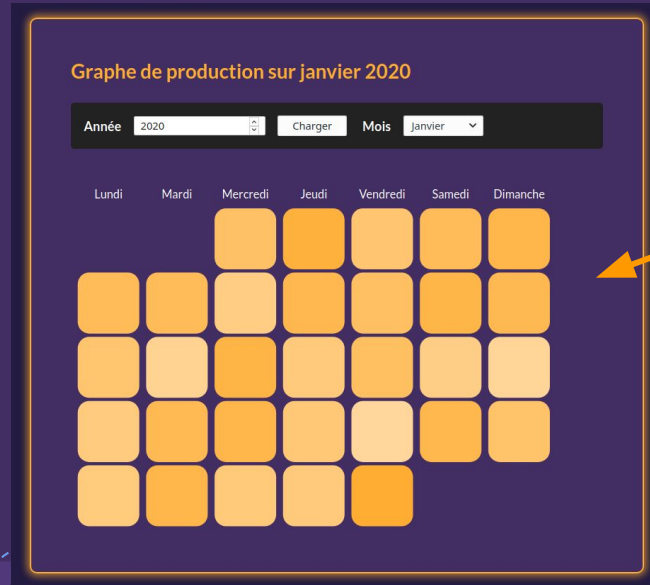 Graphe de production sur janvier 2020
Année 2020 Charger Mois Janvier
Lundi Mardi Mercredi Jeudi Vendredi Samedi Dimanche